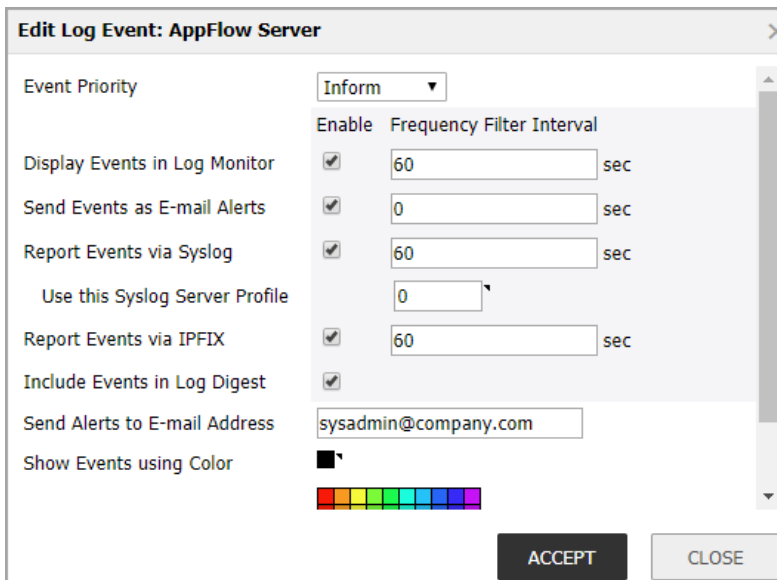 Edit Log Event: AppFlow Server
Event Priority Inform
Enable Frequency Filter Interval
Display Events in Log Monitor 60 sec
Send Events as E-mail Alerts 0 sec
Report Events via Syslog 60 sec
Use this Syslog Server Profile 0
Report Events via IPFIX 60 sec
Include Events in Log Digest
Send Alerts to E-mail Address sysadmin@company.com
Show Events using Color
ACCEPT CLOSE